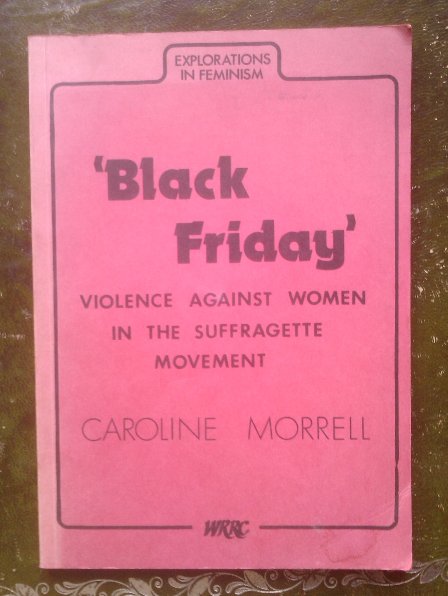 EXPLORATIONS
IN FEMINISM
'Black
Friday'
VIOLENCE AGAINST WOMEN
IN THE SUFFRAGETTE
MOVEMENT
CAROLINE MORRELL
WRRC